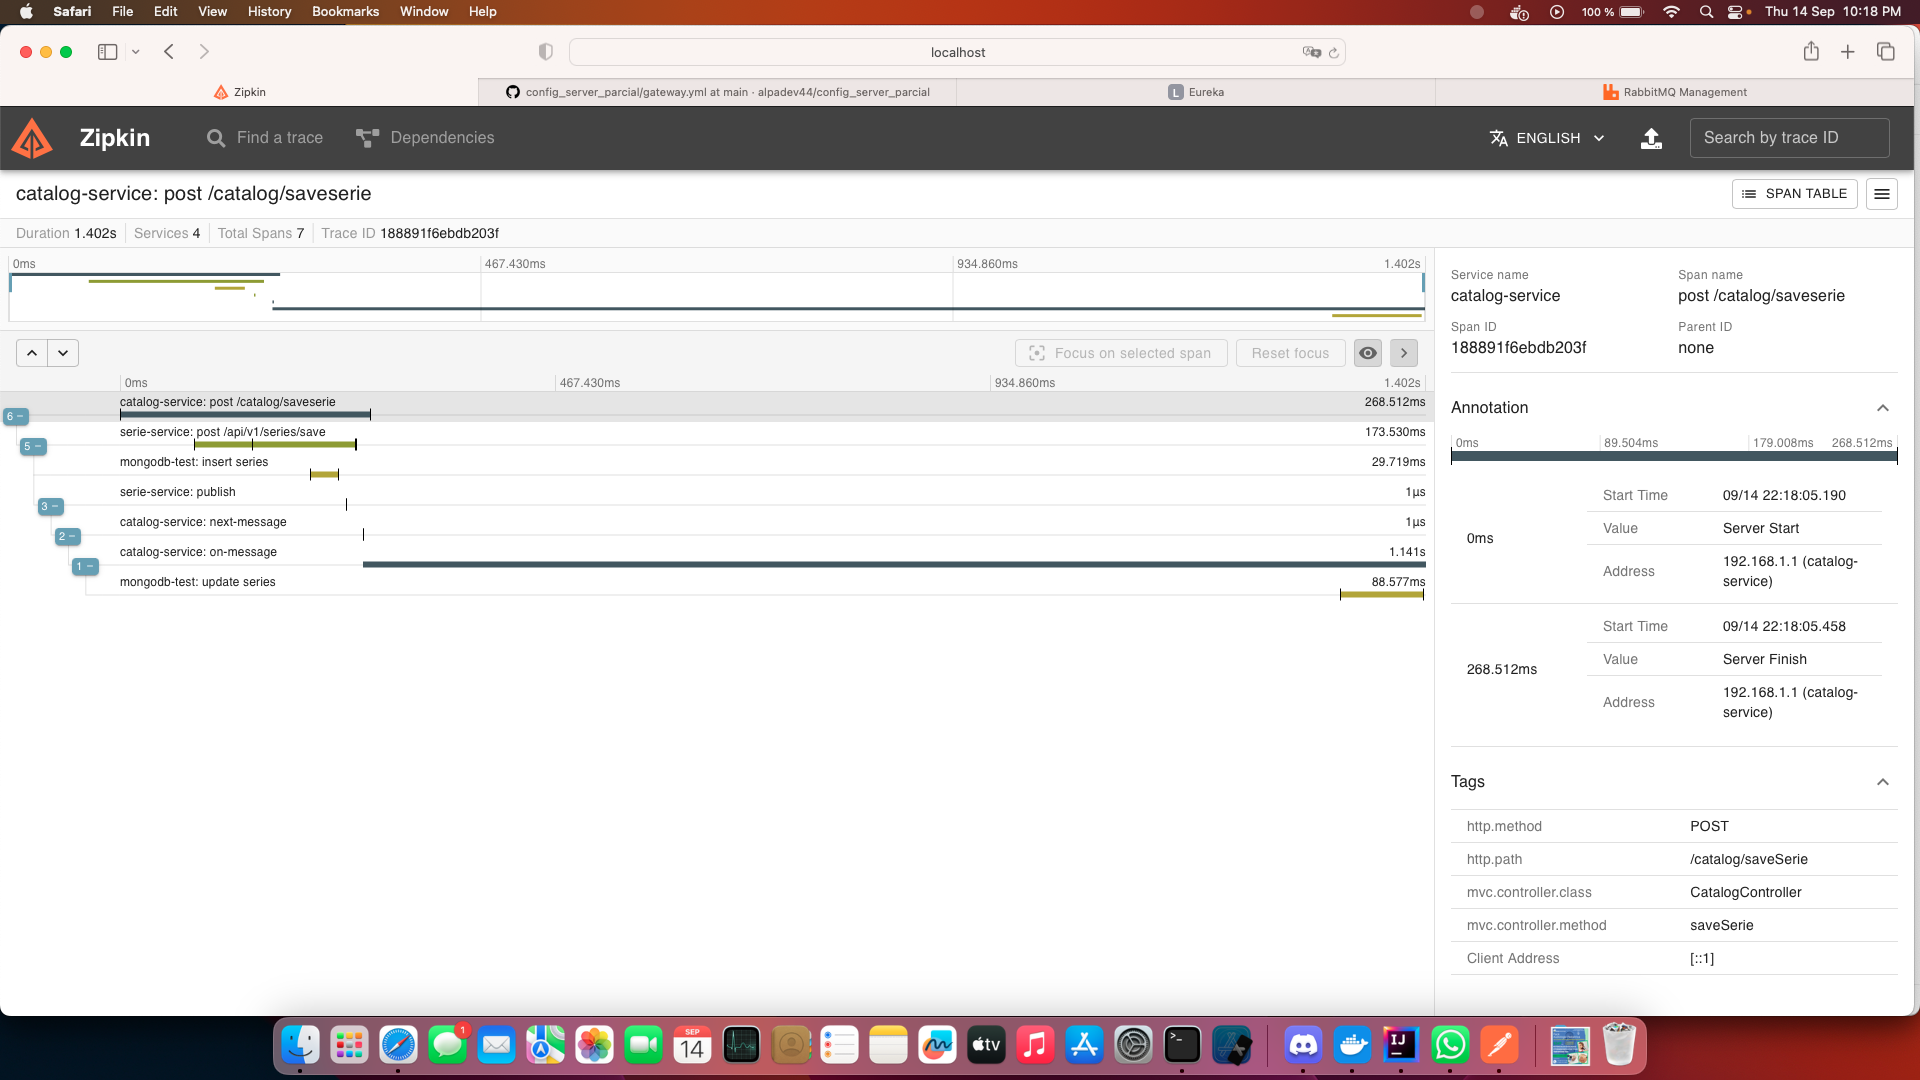 Safari File Edit View History Bookmarks Window Help 100 % Thu 14 Sep 10:18 PM
localhost
Zipkin config_server_parcial/gateway.yml at main · alpadev44/config_server_parcial L Eureka RabbitMQ Management
Zipkin Find a trace Dependencies ENGLISH Search by trace ID
catalog-service: post /catalog/saveserie SPAN TABLE
Duration 1.402s Services 4 Total Spans 7 Trace ID 188891f6ebdb203f
0ms 467.430ms 934.860ms 1.402s
Focus on selected span Reset focus
0ms 467.430ms 934.860ms 1.402s
catalog-service: post /catalog/saveserie 268.512ms
6 −
serie-service: post /api/v1/series/save 173.530ms
5 −
mongodb-test: insert series 29.719ms
serie-service: publish 1µs
3 −
catalog-service: next-message 1µs
2 −
catalog-service: on-message 1.141s
1 −
mongodb-test: update series 88.577ms
Service name Span name
catalog-service post /catalog/saveserie
Span ID Parent ID
188891f6ebdb203f none
Annotation
0ms 89.504ms 179.008ms 268.512ms
0ms
Start Time 09/14 22:18:05.190
Value Server Start
Address 192.168.1.1 (catalog-
service)
268.512ms
Start Time 09/14 22:18:05.458
Value Server Finish
Address 192.168.1.1 (catalog-
service)
Tags
http.method POST
http.path /catalog/saveSerie
mvc.controller.class CatalogController
mvc.controller.method saveSerie
Client Address [::1]
1 SEP 14 tv >_ IJ